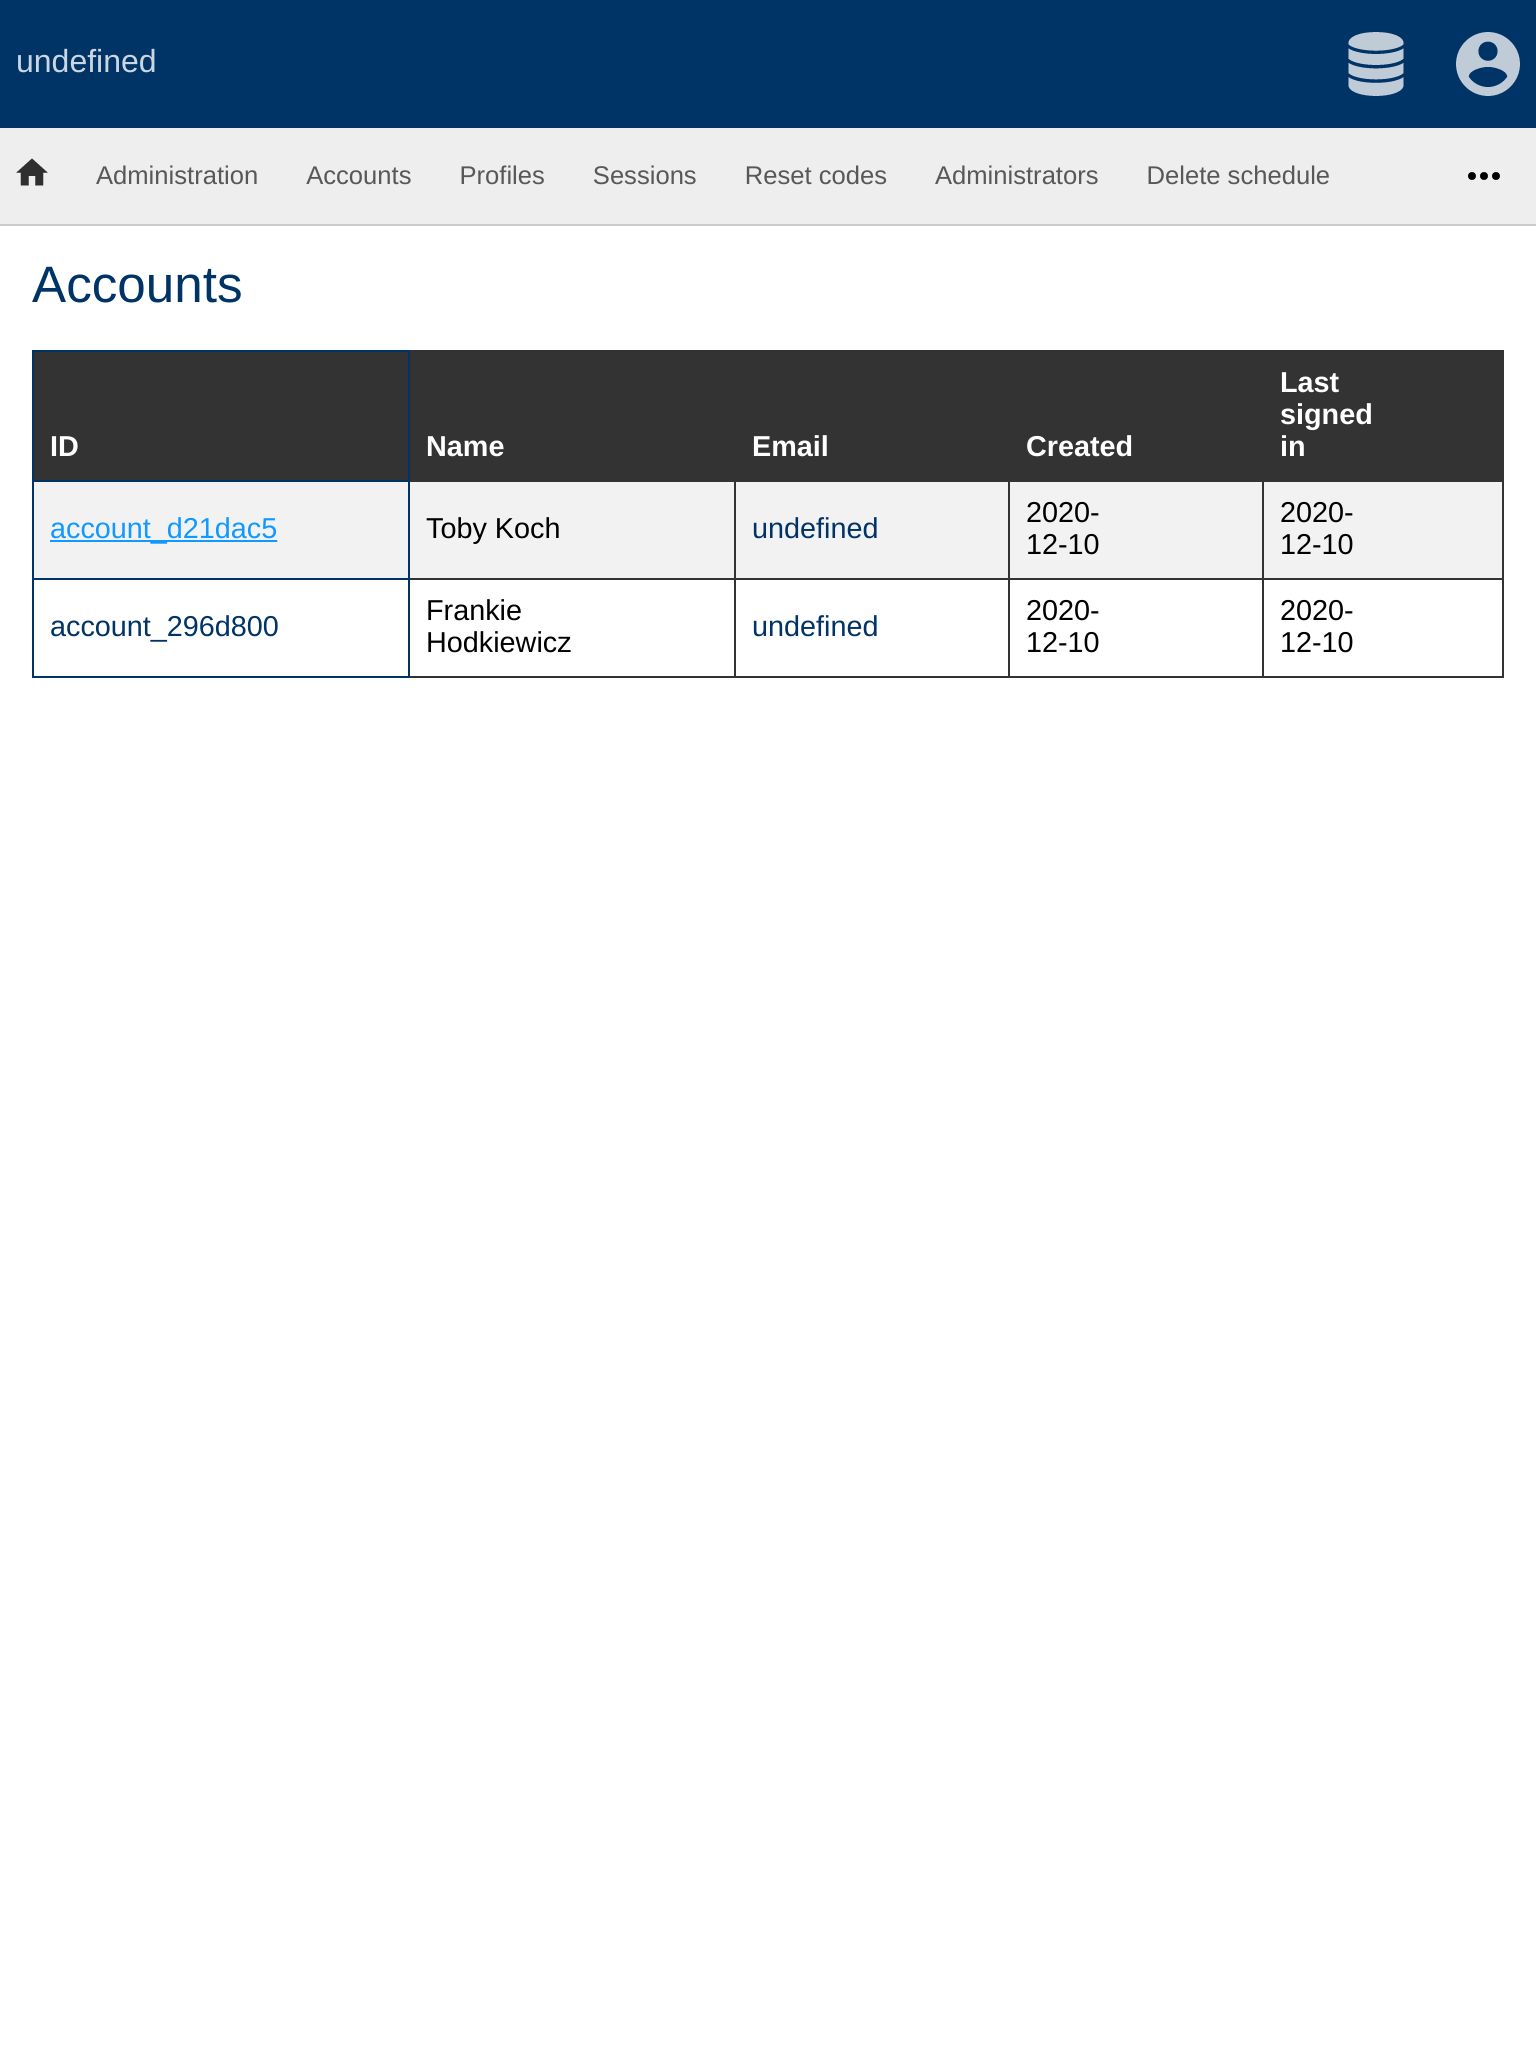 undefined
Administration Accounts Profiles Sessions Reset codes Administrators Delete schedule
Accounts
ID Name Email Created Last signed in
account_d21dac5 Toby Koch undefined 2020-12-10 2020-12-10
account_296d800 Frankie Hodkiewicz undefined 2020-12-10 2020-12-10